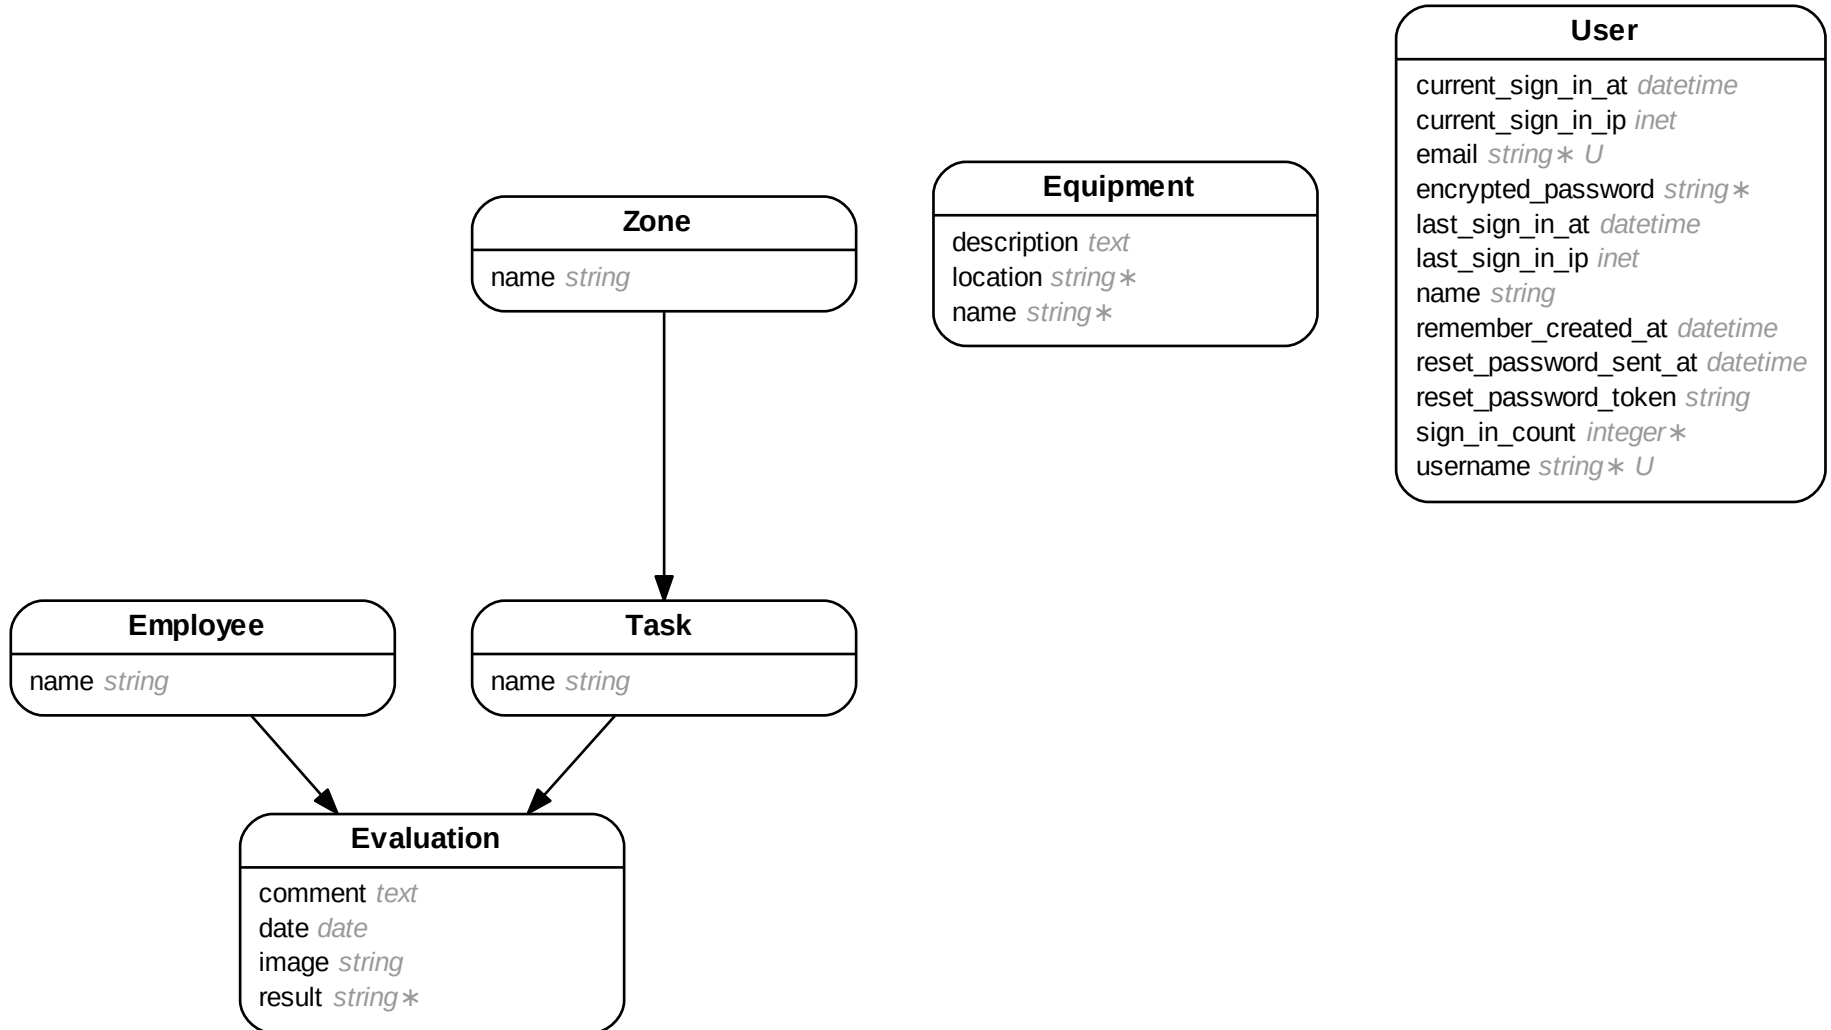 User
current_sign_in_at datetime
current_sign_in_ip inet
email string∗ U
encrypted_password string∗
last_sign_in_at datetime
last_sign_in_ip inet
name string
remember_created_at datetime
reset_password_sent_at datetime
reset_password_token string
sign_in_count integer∗
username string∗ U
Equipment
description text
location string∗
name string∗
Zone
name string
Employee
name string
Task
name string
Evaluation
comment text
date date
image string
result string∗